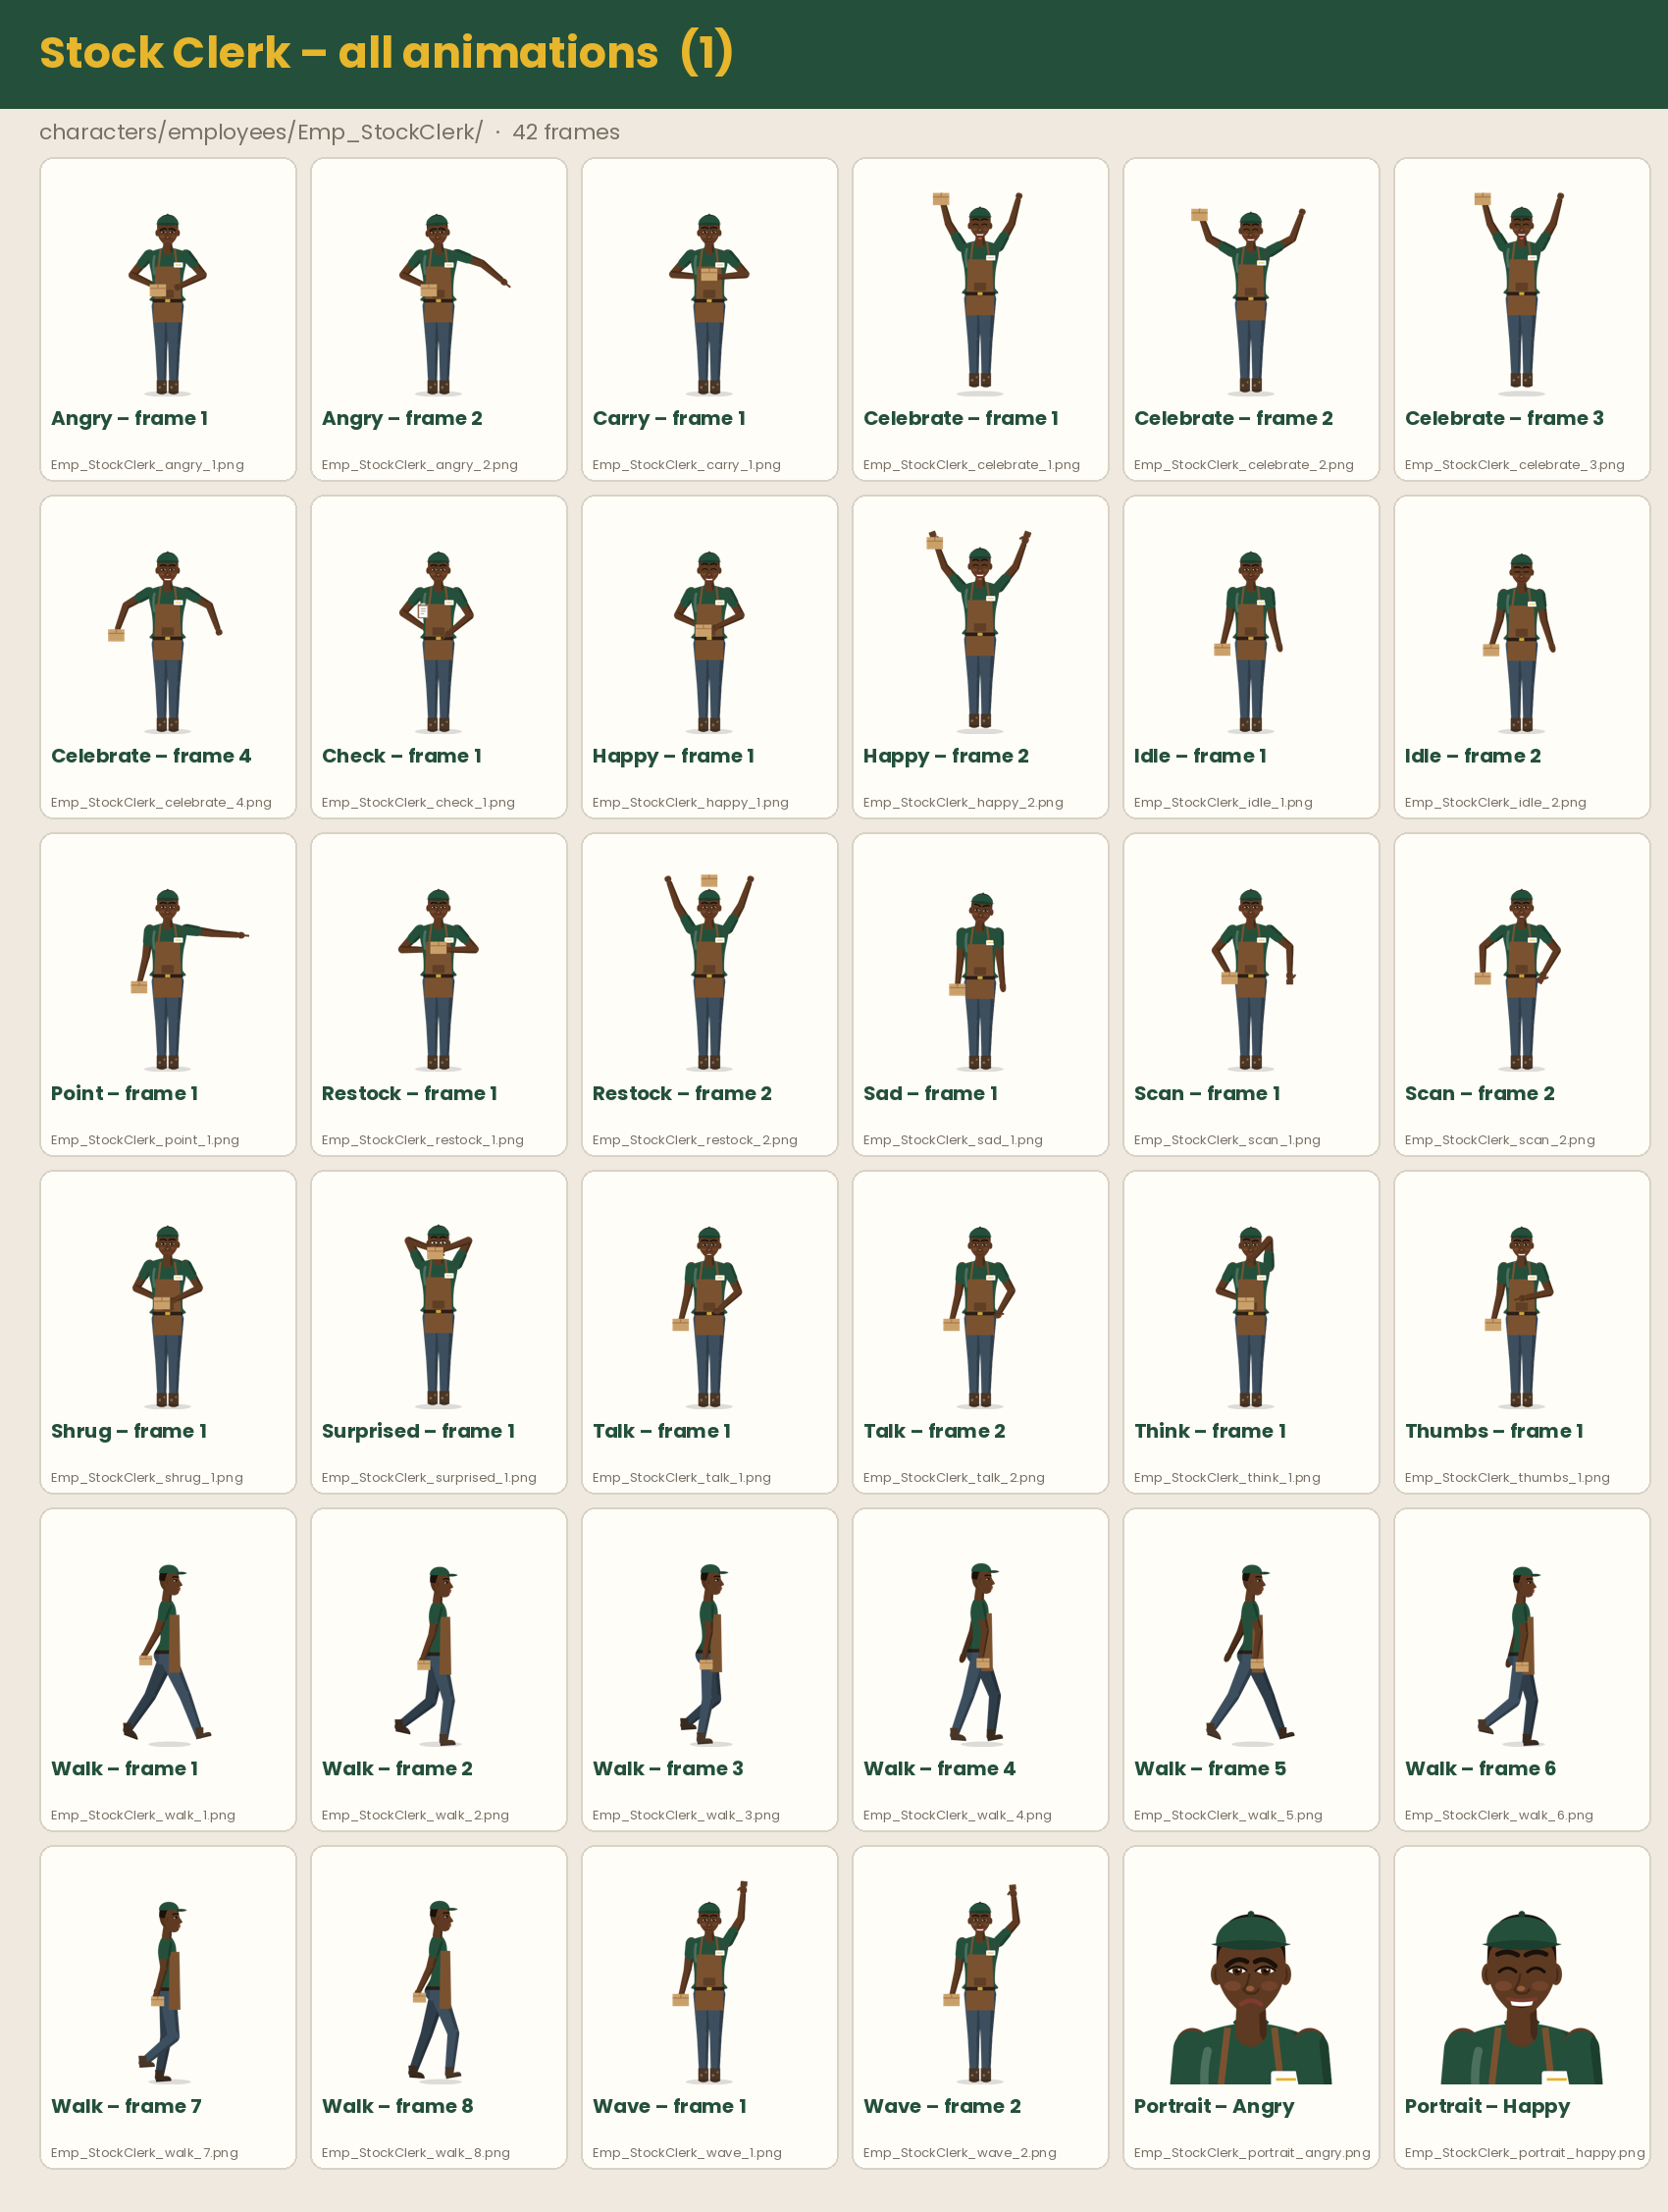 Stock Clerk – all animations (1)
characters/employees/Emp_StockClerk/ · 42 frames
Angry – frame 1
Emp_StockClerk_angry_1.png
Angry – frame 2
Emp_StockClerk_angry_2.png
Carry – frame 1
Emp_StockClerk_carry_1.png
Celebrate – frame 1
Emp_StockClerk_celebrate_1.png
Celebrate – frame 2
Emp_StockClerk_celebrate_2.png
Celebrate – frame 3
Emp_StockClerk_celebrate_3.png
Celebrate – frame 4
Emp_StockClerk_celebrate_4.png
Check – frame 1
Emp_StockClerk_check_1.png
Happy – frame 1
Emp_StockClerk_happy_1.png
Happy – frame 2
Emp_StockClerk_happy_2.png
Idle – frame 1
Emp_StockClerk_idle_1.png
Idle – frame 2
Emp_StockClerk_idle_2.png
Point – frame 1
Emp_StockClerk_point_1.png
Restock – frame 1
Emp_StockClerk_restock_1.png
Restock – frame 2
Emp_StockClerk_restock_2.png
Sad – frame 1
Emp_StockClerk_sad_1.png
Scan – frame 1
Emp_StockClerk_scan_1.png
Scan – frame 2
Emp_StockClerk_scan_2.png
Shrug – frame 1
Emp_StockClerk_shrug_1.png
Surprised – frame 1
Emp_StockClerk_surprised_1.png
Talk – frame 1
Emp_StockClerk_talk_1.png
Talk – frame 2
Emp_StockClerk_talk_2.png
Think – frame 1
Emp_StockClerk_think_1.png
Thumbs – frame 1
Emp_StockClerk_thumbs_1.png
Walk – frame 1
Emp_StockClerk_walk_1.png
Walk – frame 2
Emp_StockClerk_walk_2.png
Walk – frame 3
Emp_StockClerk_walk_3.png
Walk – frame 4
Emp_StockClerk_walk_4.png
Walk – frame 5
Emp_StockClerk_walk_5.png
Walk – frame 6
Emp_StockClerk_walk_6.png
Walk – frame 7
Emp_StockClerk_walk_7.png
Walk – frame 8
Emp_StockClerk_walk_8.png
Wave – frame 1
Emp_StockClerk_wave_1.png
Wave – frame 2
Emp_StockClerk_wave_2.png
Portrait – Angry
Emp_StockClerk_portrait_angry.png
Portrait – Happy
Emp_StockClerk_portrait_happy.png